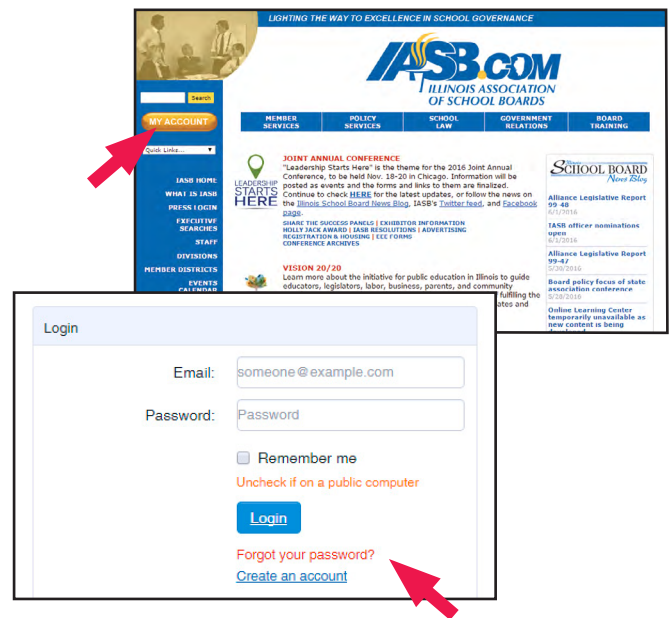 LIGHTING THE WAY TO EXCELLENCE IN SCHOOL GOVERNANCE
IASB.COM
ILLINOIS ASSOCIATION
OF SCHOOL BOARDS
Search
MY ACCOUNT
Quick Links...
MEMBER SERVICES
POLICY SERVICES
SCHOOL LAW
GOVERNMENT RELATIONS
BOARD TRAINING
IASB HOME
WHAT IS IASB
PRESS LOGIN
EXECUTIVE
SEARCHES
STAFF
DIVISIONS
MEMBER DISTRICTS
EVENTS
CALENDAR
LEADERSHIP
STARTS
HERE
JOINT ANNUAL CONFERENCE
"Leadership Starts Here" is the theme for the 2016 Joint Annual
Conference, to be held Nov. 18-20 in Chicago. Information will be
posted as events and the forms and links to them are finalized.
Continue to check HERE for the latest updates, or follow the news on
the Illinois School Board News Blog, IASB's Twitter feed, and Facebook
page.
SHARE THE SUCCESS PANELS | EXHIBITOR INFORMATION
HOLLY JACK AWARD | IASB RESOLUTIONS | ADVERTISING
REGISTRATION & HOUSING | EEE FORMS
CONFERENCE ARCHIVES
VISION 20/20
Learn more about the initiative for public education in Illinois to guide
educators, legislators, labor, business, parents, and community
fulfilling the
ates and
Illinois
SCHOOL BOARD
News Blog
Alliance Legislative Report
99-48
6/1/2016
IASB officer nominations
open
6/1/2016
Alliance Legislative Report
99-47
5/20/2016
Board policy focus of state
association conference
5/20/2016
Online Learning Center
temporarily unavailable as
new content is being
Login
Email:
someone@example.com
Password:
Password
Remember me
Uncheck if on a public computer
Login
Forgot your password?
Create an account